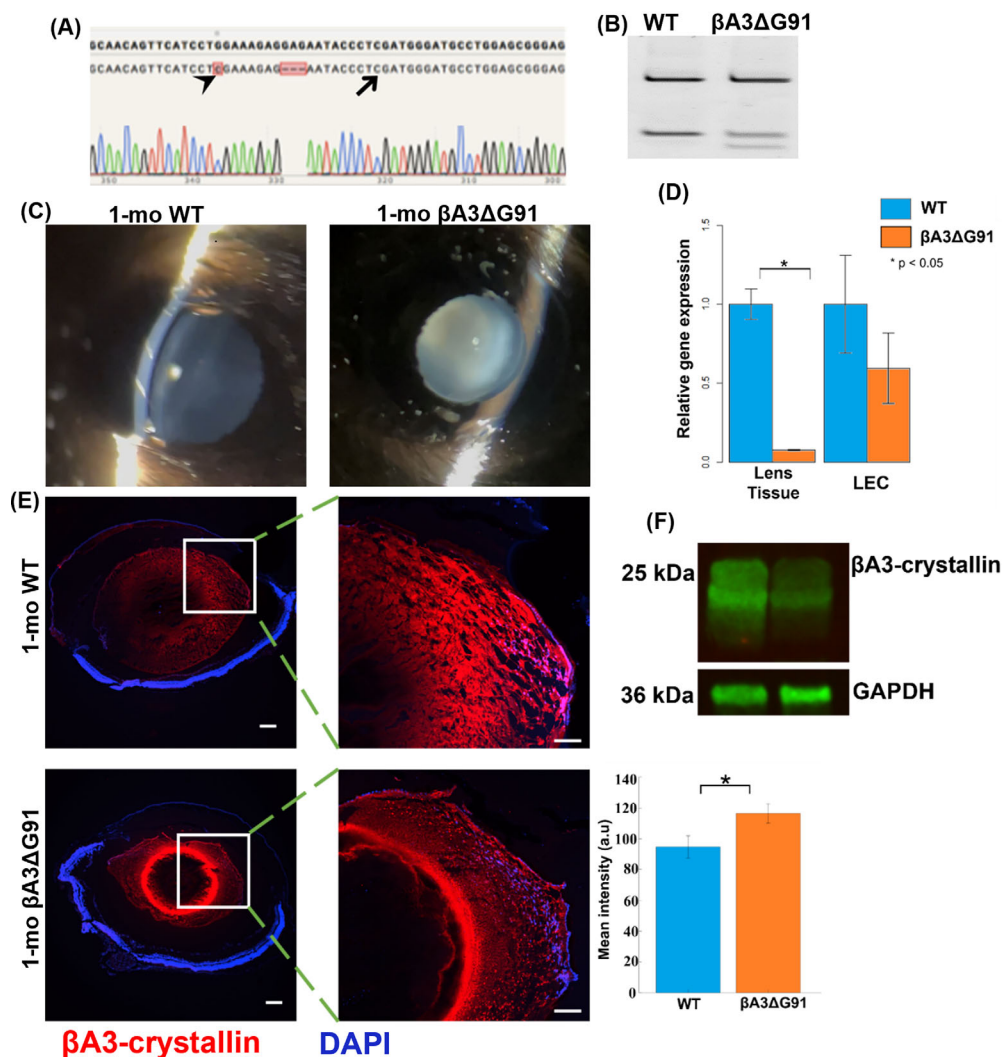 (A)
GCAACAGTTCATCCTGGAAAGAGGAGAATACCCTCGATGGGATGCCTGGAGCGGGAG
GCAACAGTTCATCCTCGAAAGAG---AATACCCTCGATGGGATGCCTGGAGCGGGAG
350 340 330 320 310 300
(B)
WT βA3ΔG91
(C)
1-mo WT 1-mo βA3ΔG91
(D)
WT
βA3ΔG91
* p < 0.05
*
Relative gene expression
1.5
1.0
0.5
0.0
Lens
Tissue
LEC
(E)
1-mo WT
1-mo βA3ΔG91
βA3-crystallin DAPI
(F)
25 kDa βA3-crystallin
36 kDa GAPDH
*
Mean intensity (a.u)
140
120
100
80
60
40
20
0
WT βA3ΔG91